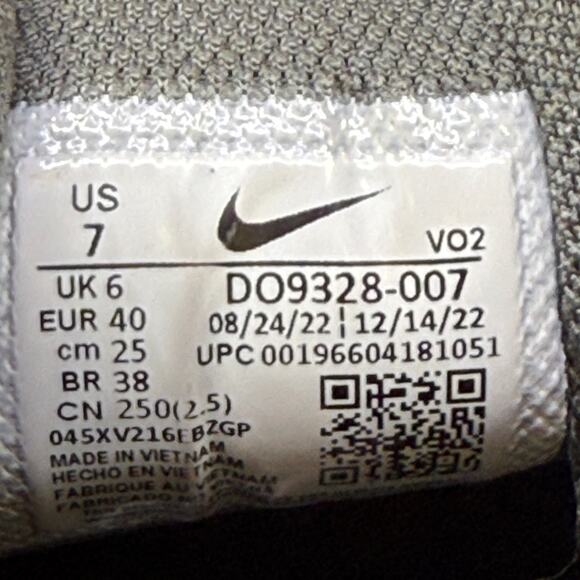 US
7
VO2
UK 6
DO9328-007
EUR 40
08/24/22 ¦ 12/14/22
cm 25
UPC 00196604181051
BR 38
CN 250(2.5)
045XV216EBZGP
MADE IN VIETNAM
HECHO EN VIETNAM
FABRIQUE AU VIETNAM
FABRICADO